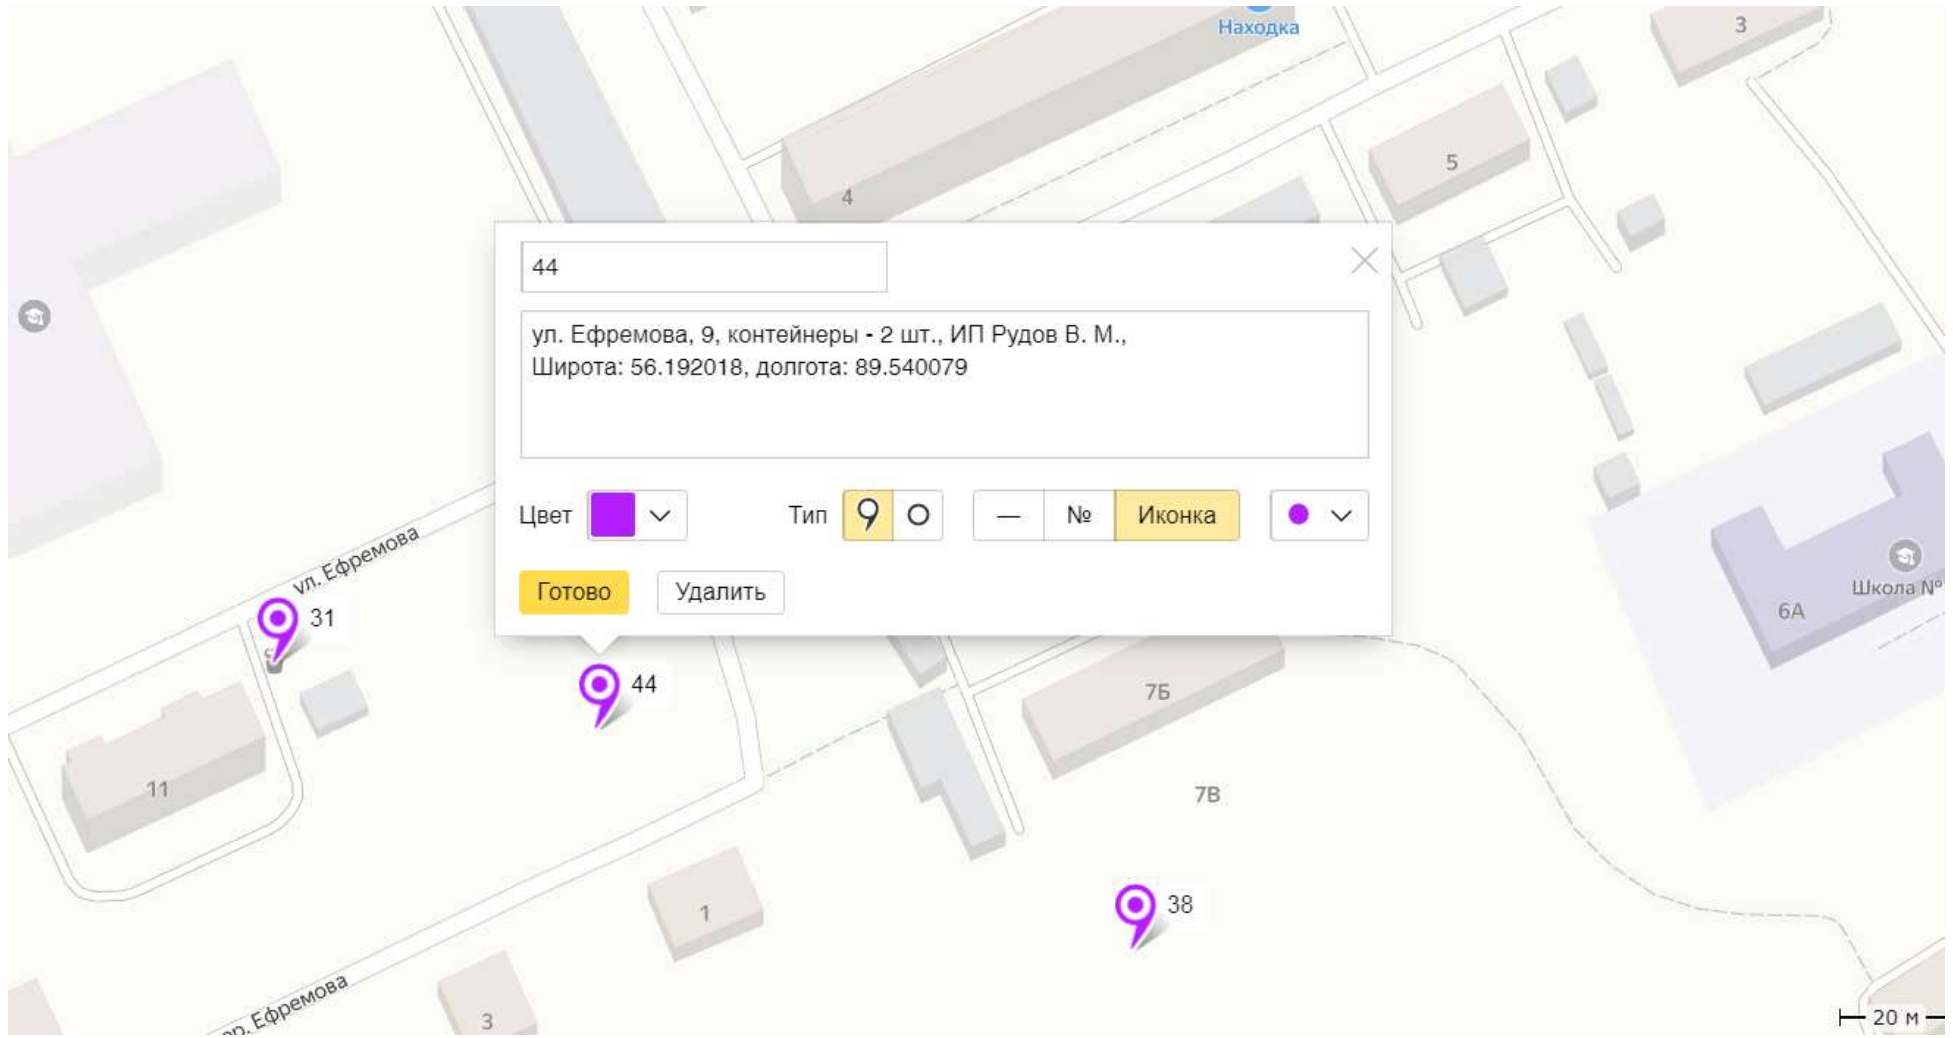 Находка
3
5
4
44
ул. Ефремова, 9, контейнеры - 2 шт., ИП Рудов В. М.,
Широта: 56.192018, долгота: 89.540079
Цвет
Тип
—
№
Иконка
Готово
Удалить
ул. Ефремова
31
44
7Б
7В
11
1
38
3
ер. Ефремова
Школа №
6А
20 м